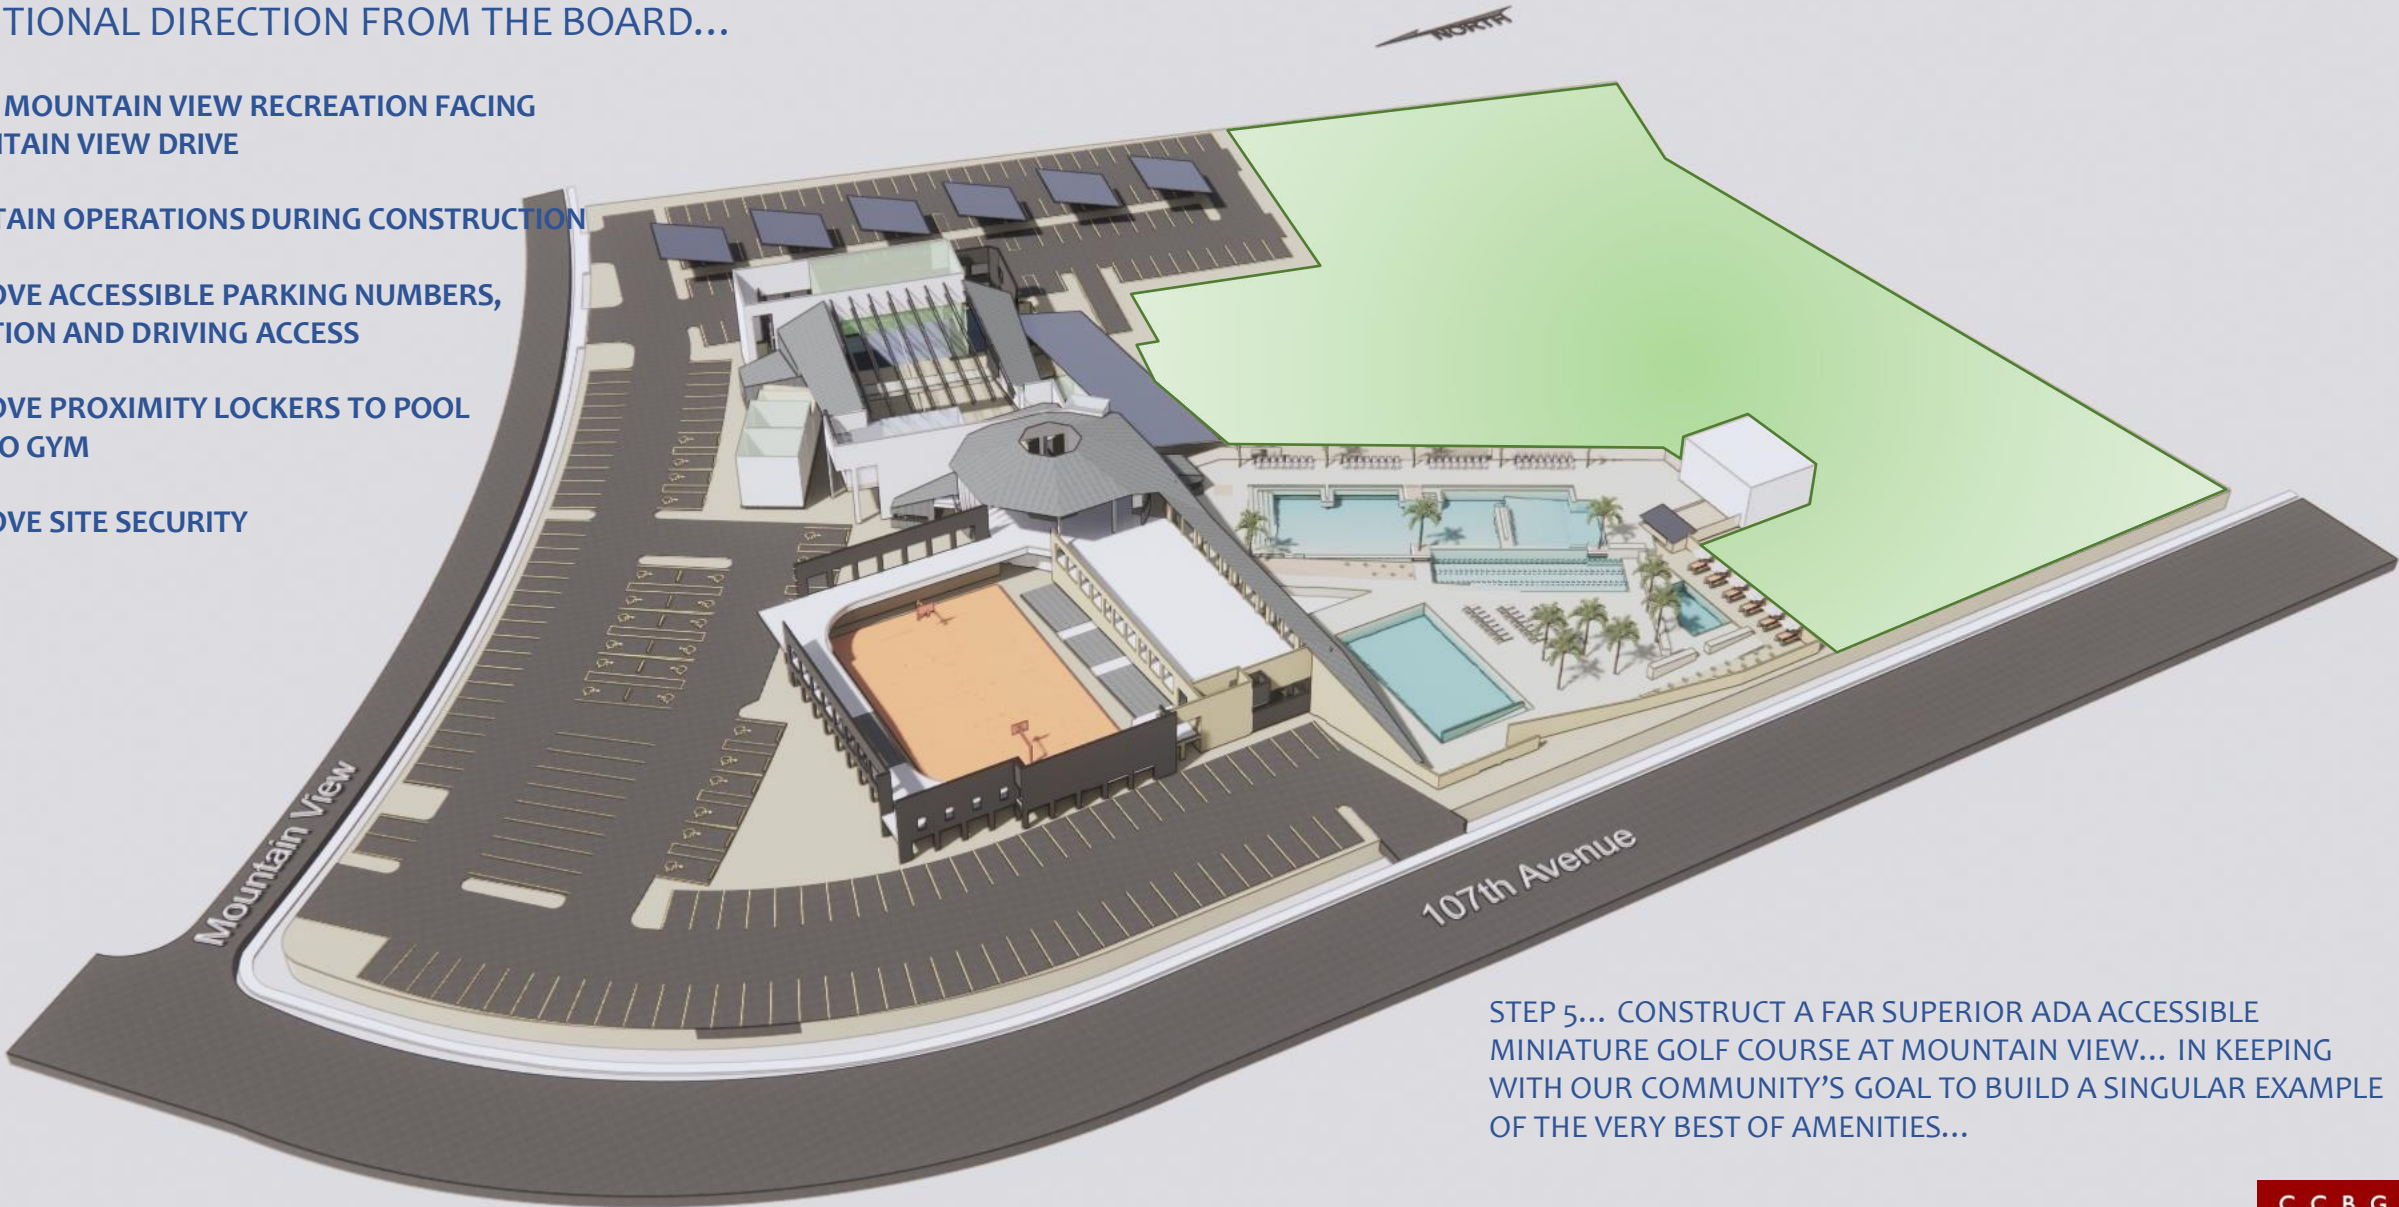 TIONAL DIRECTION FROM THE BOARD...
NORTH
MOUNTAIN VIEW RECREATION FACING
NTAIN VIEW DRIVE
TAIN OPERATIONS DURING CONSTRUCTION
OVE ACCESSIBLE PARKING NUMBERS,
TION AND DRIVING ACCESS
OVE PROXIMITY LOCKERS TO POOL
O GYM
OVE SITE SECURITY
Mountain View
107th Avenue
STEP 5... CONSTRUCT A FAR SUPERIOR ADA ACCESSIBLE
MINIATURE GOLF COURSE AT MOUNTAIN VIEW... IN KEEPING
WITH OUR COMMUNITY'S GOAL TO BUILD A SINGULAR EXAMPLE
OF THE VERY BEST OF AMENITIES...
C C B G